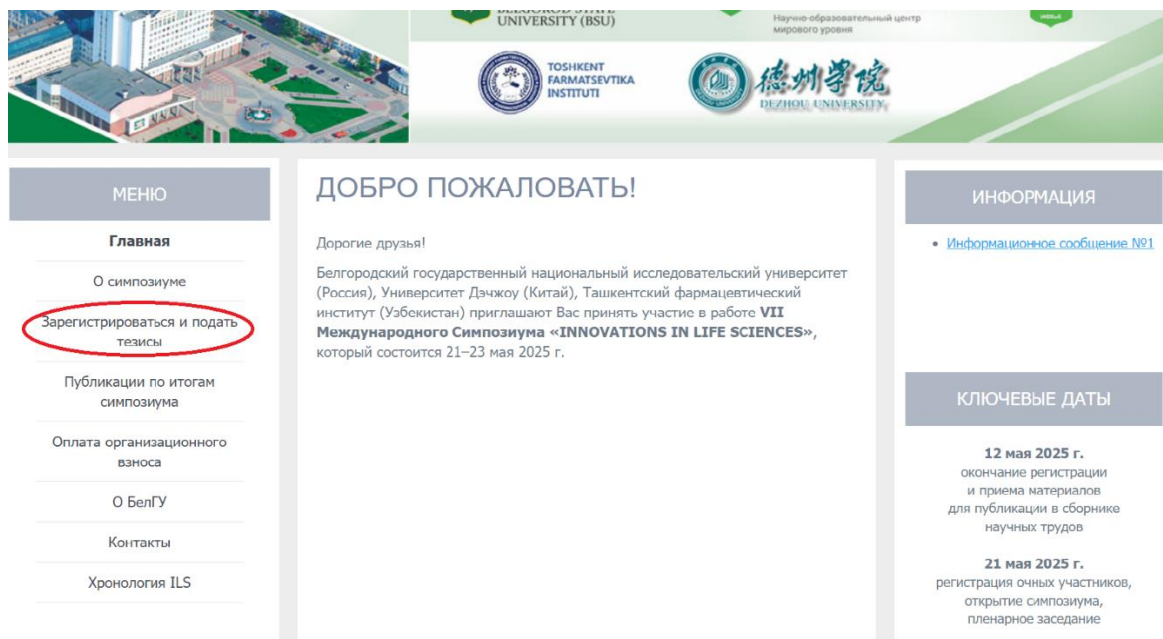 UNIVERSITY (BSU)
Научно-образовательный центр
мирового уровня
TOSHKENT
FARMATSEVTIKA
INSTITUTI
德州学院
DEZHOU UNIVERSITY
МЕНЮ
Главная
О симпозиуме
Зарегистрироваться и подать
тезисы
Публикации по итогам
симпозиума
Оплата организационного
взноса
О БелГУ
Контакты
Хронология ILS
ДОБРО ПОЖАЛОВАТЬ!
Дорогие друзья!
Белгородский государственный национальный исследовательский университет
(Россия), Университет Дэчжоу (Китай), Ташкентский фармацевтический
институт (Узбекистан) приглашают Вас принять участие в работе VII
Международного Симпозиума «INNOVATIONS IN LIFE SCIENCES»,
который состоится 21–23 мая 2025 г.
ИНФОРМАЦИЯ
• Информационное сообщение №1
КЛЮЧЕВЫЕ ДАТЫ
12 мая 2025 г.
окончание регистрации
и приема материалов
для публикации в сборнике
научных трудов
21 мая 2025 г.
регистрация очных участников,
открытие симпозиума,
пленарное заседание